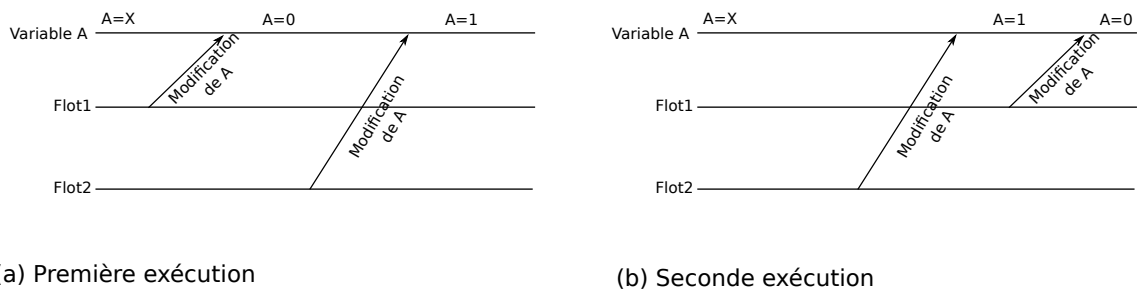 A=X A=0 A=1
Variable A
Modification
de A
Flot1
Modification
de A
Flot2
(a) Première exécution
A=X A=1 A=0
Variable A
Modification
de A
Flot1
Modification
de A
Flot2
(b) Seconde exécution